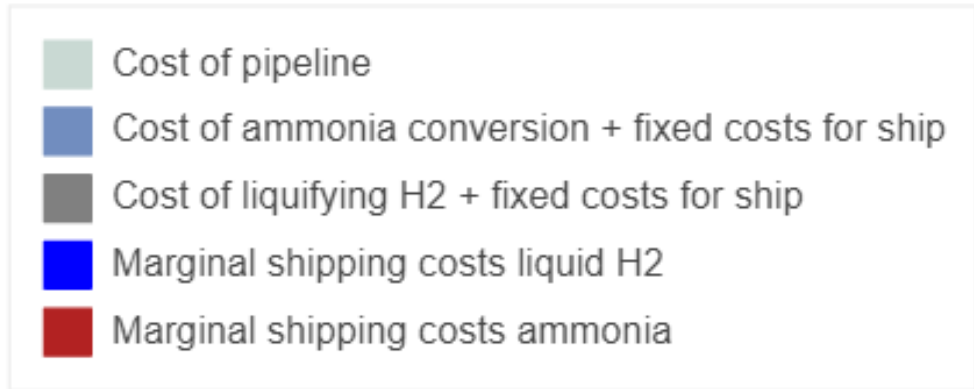 Cost of pipeline
Cost of ammonia conversion + fixed costs for ship
Cost of liquifying H2 + fixed costs for ship
Marginal shipping costs liquid H2
Marginal shipping costs ammonia